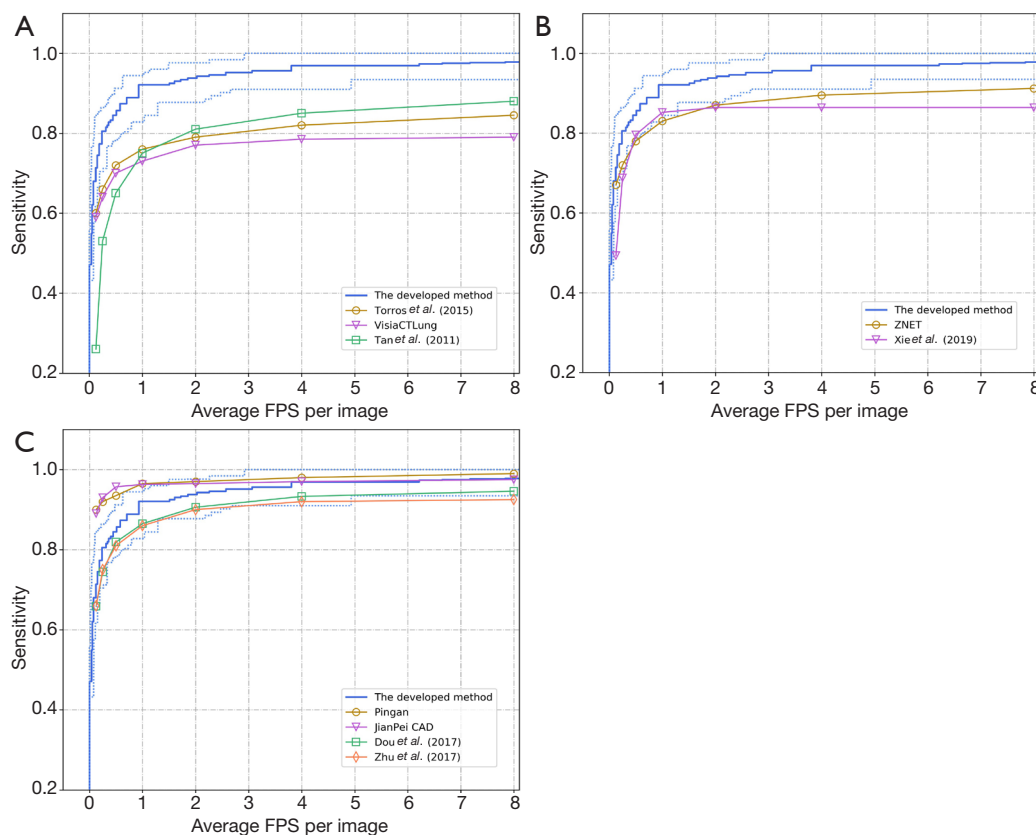 A
1.0
0.8
0.6
0.4
0.2
Sensitivity
The developed method
Torros et al. (2015)
VisiaCTLung
Tan et al. (2011)
0 1 2 3 4 5 6 7 8
Average FPS per image
B
1.0
0.8
0.6
0.4
0.2
Sensitivity
The developed method
ZNET
Xie et al. (2019)
0 1 2 3 4 5 6 7 8
Average FPS per image
C
1.0
0.8
0.6
0.4
0.2
Sensitivity
The developed method
Pingan
JianPei CAD
Dou et al. (2017)
Zhu et al. (2017)
0 1 2 3 4 5 6 7 8
Average FPS per image